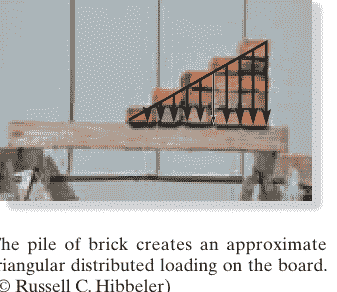 he pile of brick creates an approximate
riangular distributed loading on the board.
© Russell C. Hibbeler)